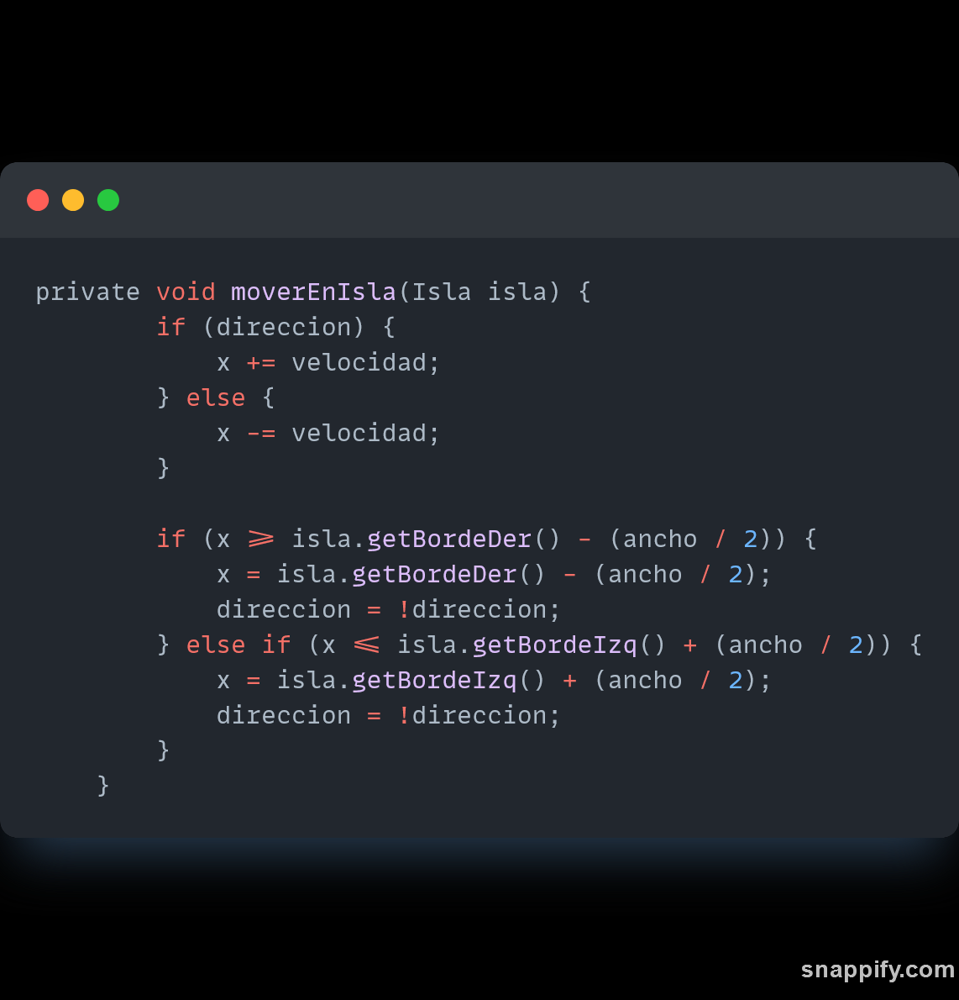 private void moverEnIsla(Isla isla) {
        if (direccion) {
            x += velocidad;
        } else {
            x -= velocidad;
        }

        if (x >= isla.getBordeDer() - (ancho / 2)) {
            x = isla.getBordeDer() - (ancho / 2);
            direccion = !direccion;
        } else if (x <= isla.getBordeIzq() + (ancho / 2)) {
            x = isla.getBordeIzq() + (ancho / 2);
            direccion = !direccion;
        }
    }
snappify.com